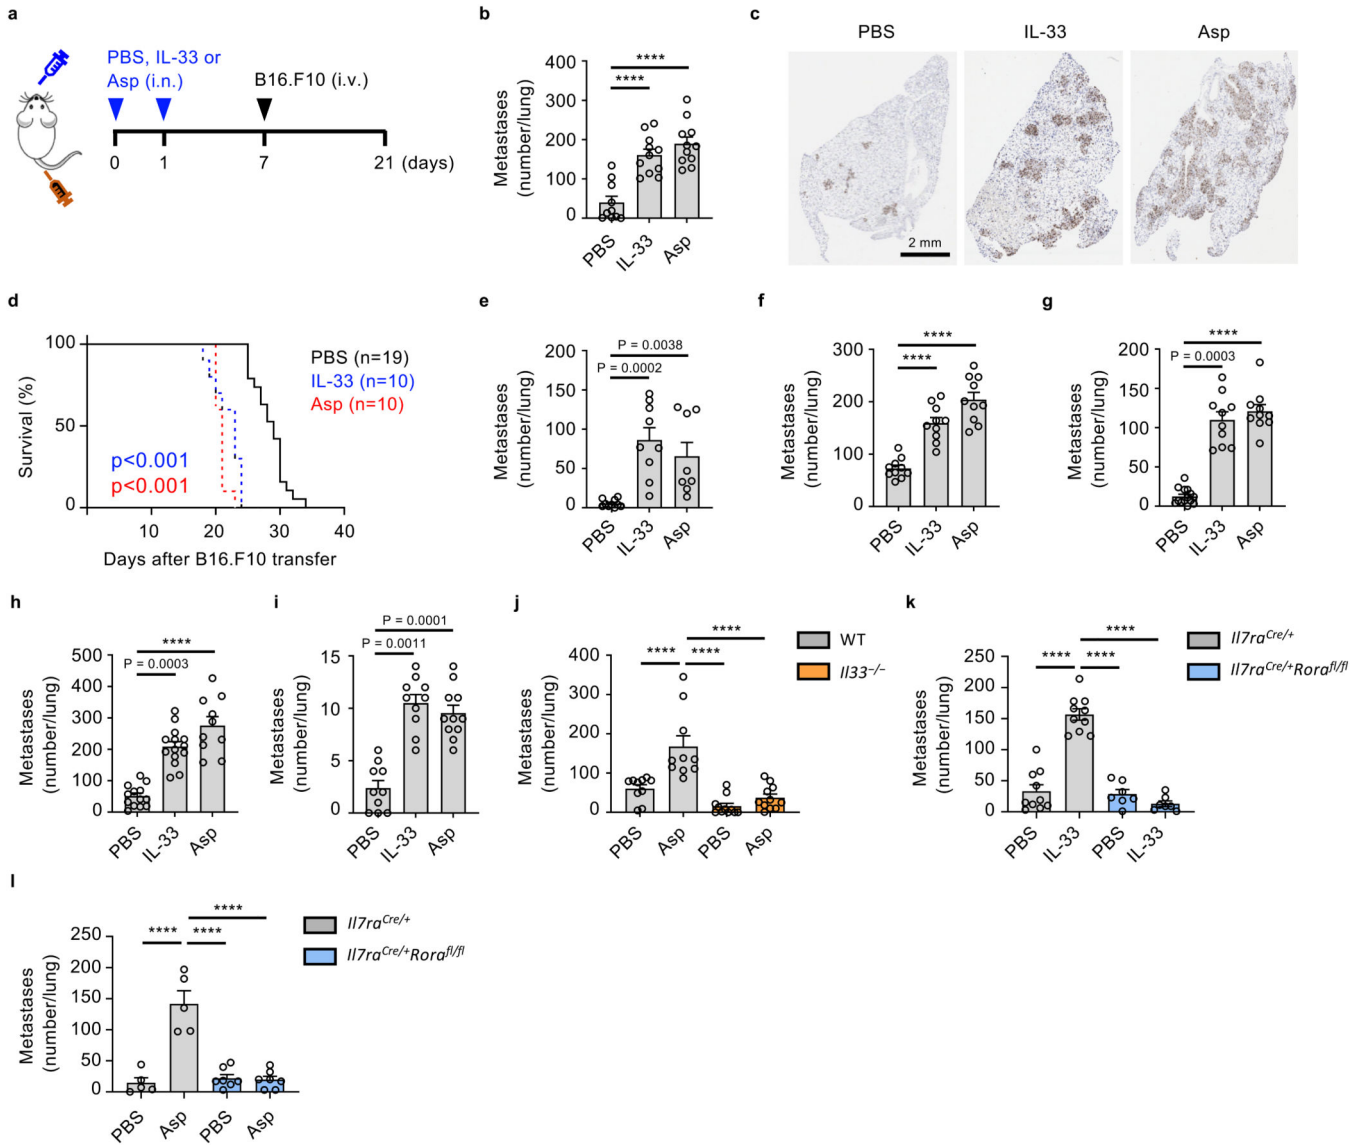 a
PBS, IL-33 or
Asp (i.n.)
B16.F10 (i.v.)
0 1 7 21 (days)
b
Metastases
(number/lung)
400
300
200
100
0
****
****
PBS IL-33 Asp
c
PBS IL-33 Asp
2 mm
d
Survival (%)
100
50
0
PBS (n=19)
IL-33 (n=10)
Asp (n=10)
p<0.001
p<0.001
10 20 30 40
Days after B16.F10 transfer
e
Metastases
(number/lung)
200
150
100
50
0
P = 0.0038
P = 0.0002
PBS IL-33 Asp
f
Metastases
(number/lung)
300
200
100
0
****
****
PBS IL-33 Asp
g
Metastases
(number/lung)
200
150
100
50
0
****
P = 0.0003
PBS IL-33 Asp
h
Metastases
(number/lung)
500
400
300
200
100
0
****
P = 0.0003
PBS IL-33 Asp
i
Metastases
(number/lung)
15
10
5
0
P = 0.0001
P = 0.0011
PBS IL-33 Asp
j
Metastases
(number/lung)
400
300
200
100
0
****
**** ****
PBS Asp PBS Asp
WT
Il33–/–
k
Metastases
(number/lung)
250
200
150
100
50
0
****
**** ****
PBS IL-33 PBS IL-33
Il7raCre/+
Il7raCre/+Rorafl/fl
l
Metastases
(number/lung)
250
200
150
100
50
0
****
**** ****
PBS Asp PBS Asp
Il7raCre/+
Il7raCre/+Rorafl/fl